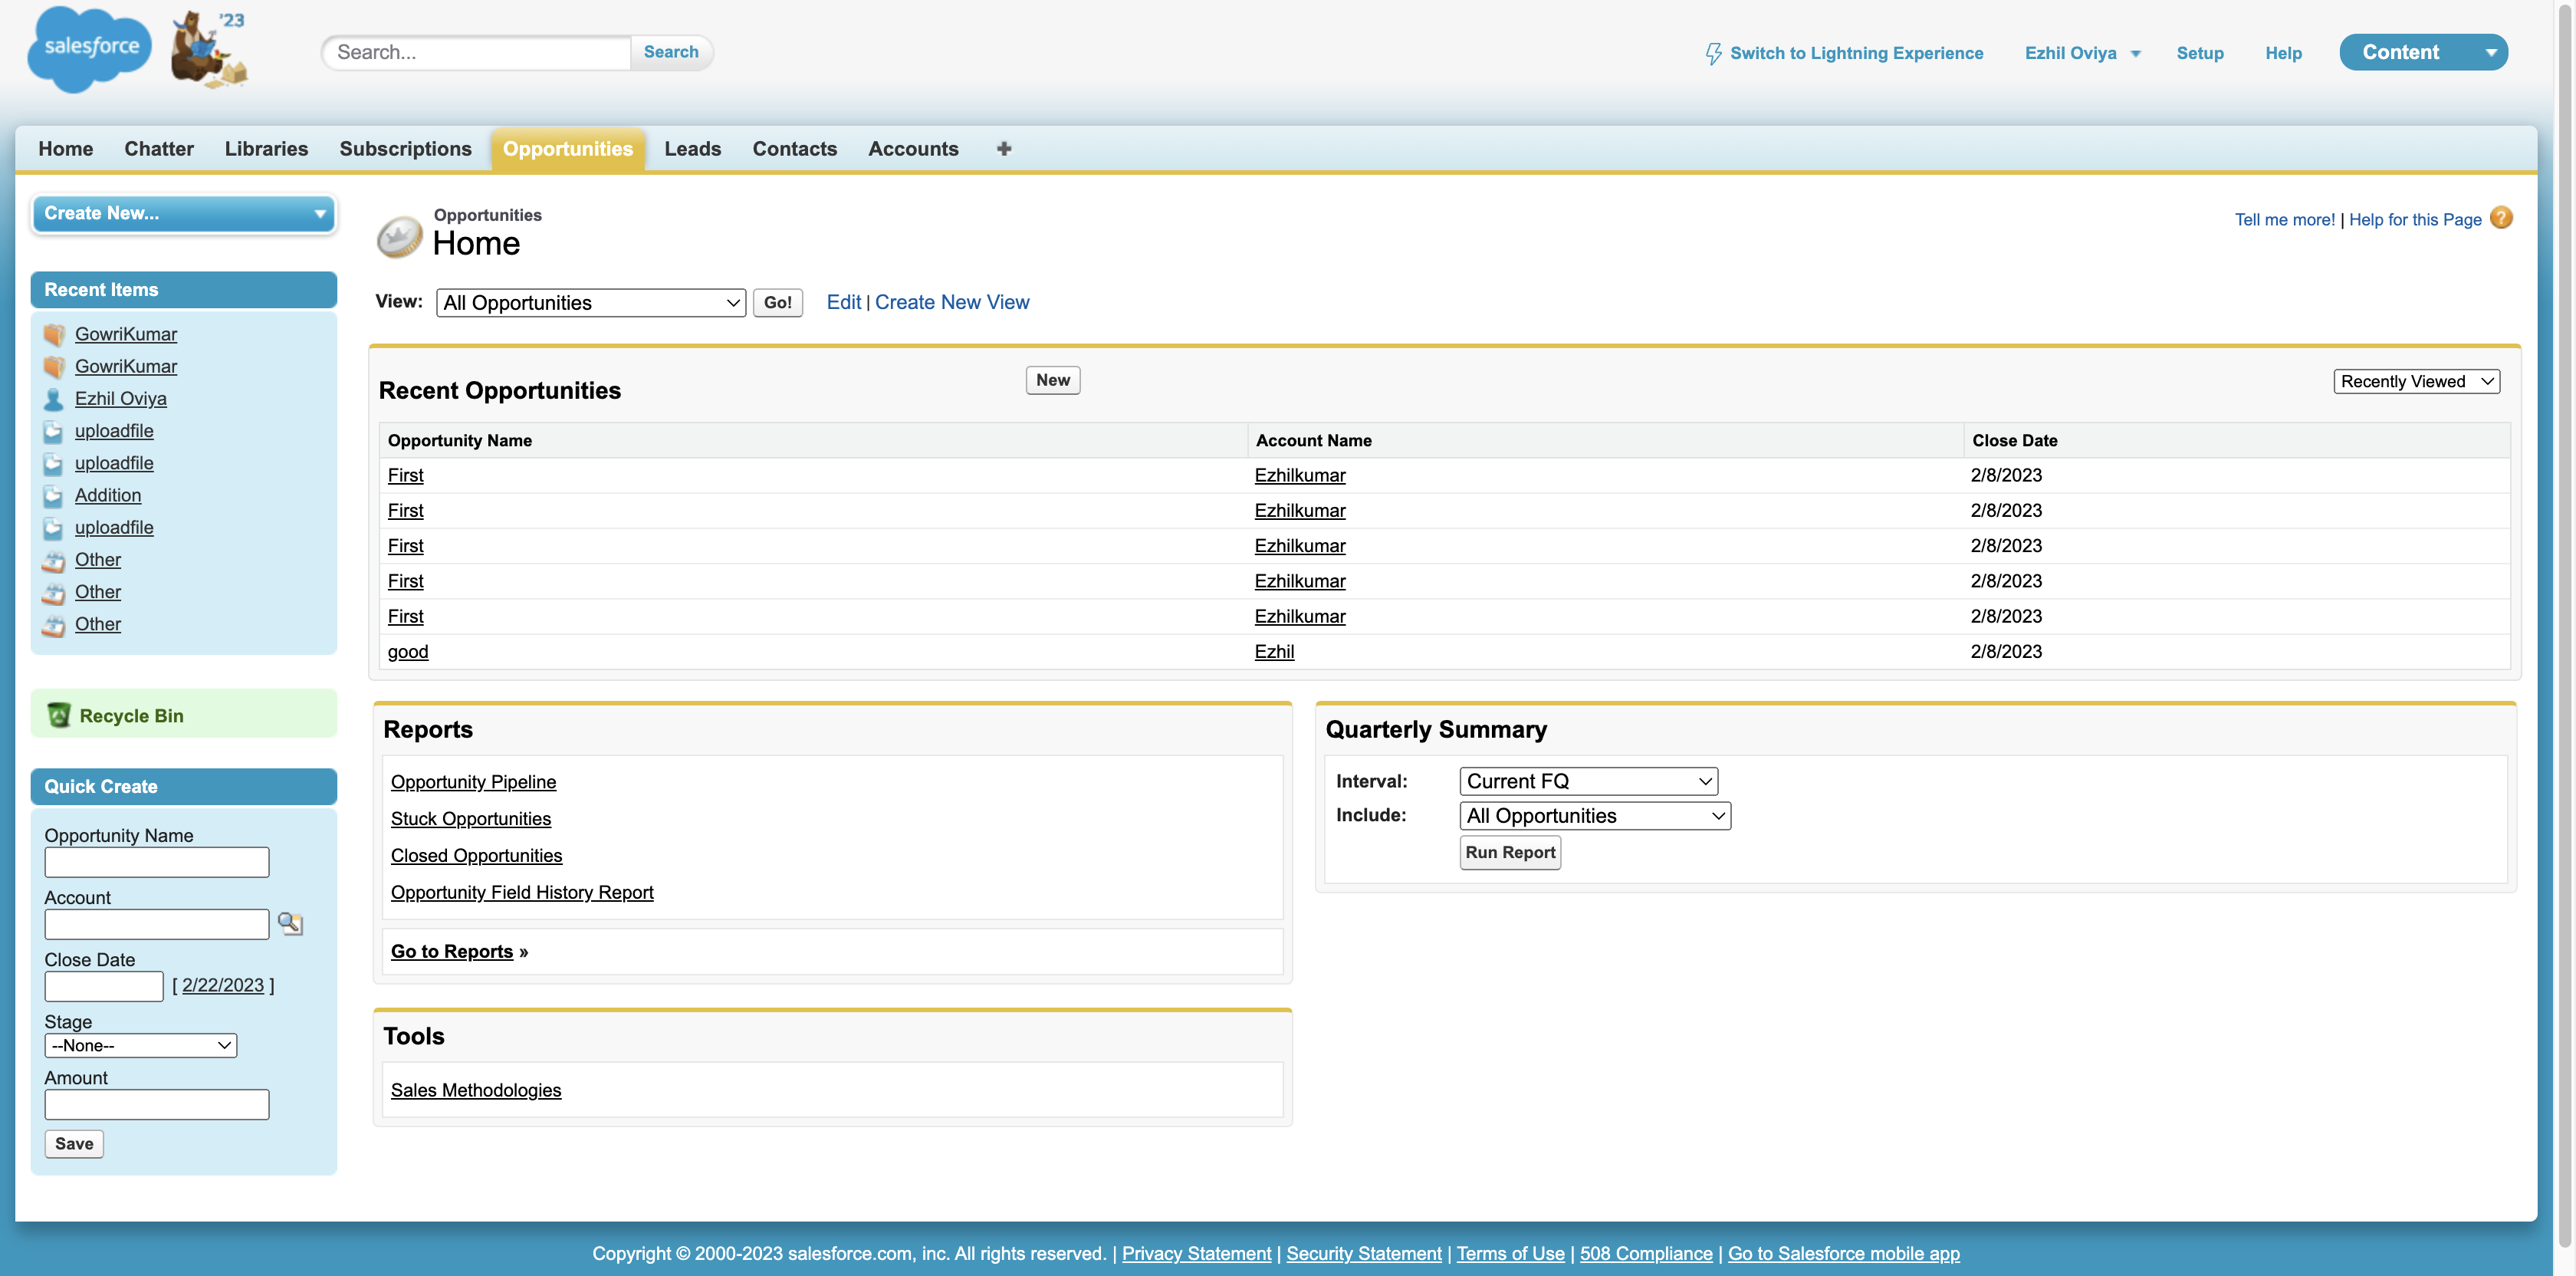 salesforce '23 Search... Search Switch to Lightning Experience Ezhil Oviya Setup Help Content
Home Chatter Libraries Subscriptions Opportunities Leads Contacts Accounts +
Create New...
Recent Items
GowriKumar
GowriKumar
Ezhil Oviya
uploadfile
uploadfile
Addition
uploadfile
Other
Other
Other
Recycle Bin
Quick Create
Opportunity Name
Account
Close Date
[ 2/22/2023 ]
Stage
--None--
Amount
Save
Opportunities
Home
Tell me more! | Help for this Page ?
View: All Opportunities Go! Edit | Create New View
Recent Opportunities New Recently Viewed
Opportunity Name Account Name Close Date
First Ezhilkumar 2/8/2023
First Ezhilkumar 2/8/2023
First Ezhilkumar 2/8/2023
First Ezhilkumar 2/8/2023
First Ezhilkumar 2/8/2023
good Ezhil 2/8/2023
Reports
Opportunity Pipeline
Stuck Opportunities
Closed Opportunities
Opportunity Field History Report
Go to Reports »
Quarterly Summary
Interval: Current FQ
Include: All Opportunities
Run Report
Tools
Sales Methodologies
Copyright © 2000-2023 salesforce.com, inc. All rights reserved. | Privacy Statement | Security Statement | Terms of Use | 508 Compliance | Go to Salesforce mobile app